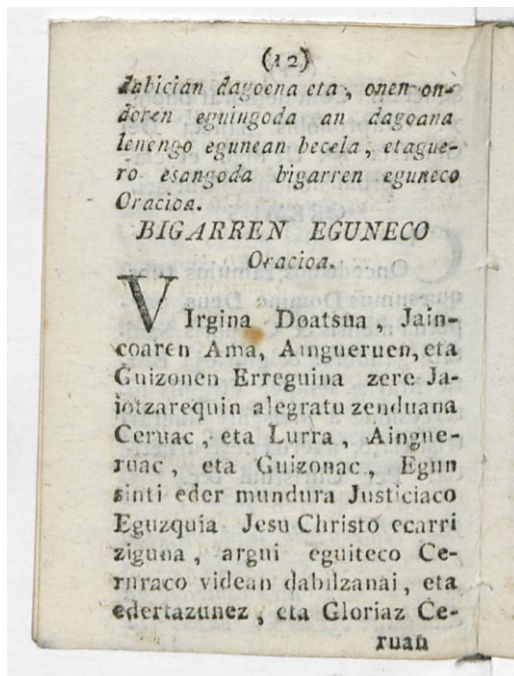 (12)
dabician dagoena eta, onen on-
doren eguingoda an dagoana
lenengo egunean becela, etague-
ro esangoda bigarren eguneco
Oracioa.
BIGARREN EGUNECO
Oracioa.
VIrgina Doatsua, Jain-
coaren Ama, Aingueruen, eta
Guizonen Erreguina zere Ja-
iotzarequin alegratu zenduana
Ceruac, eta Lurra, Aingue-
ruac, eta Guizonac, Egun
sinti eder mundura Justiciaco
Eguzquia Jesu Christo ecarri
ziguna, argui eguiteco Ce-
ruraco videan dabilzanai, eta
edertazunez, eta Gloriaz Ce-
ruan